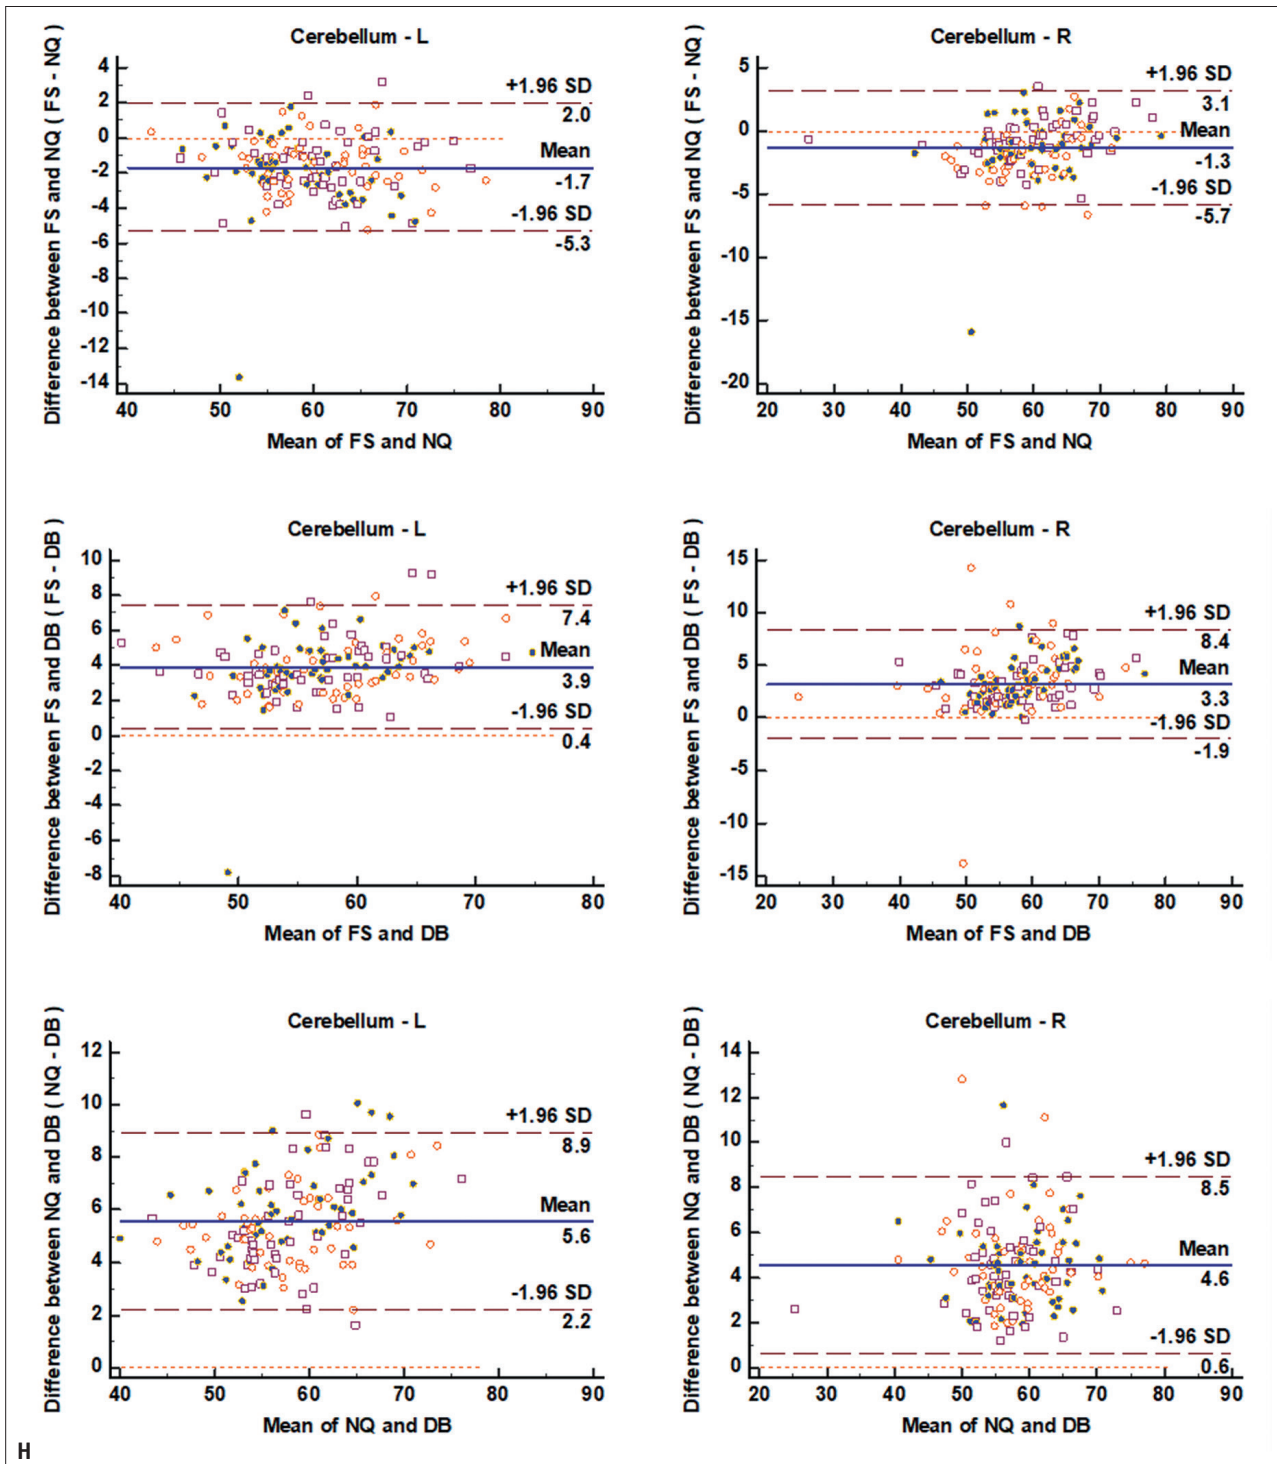 Cerebellum - L
Difference between FS and NQ ( FS - NQ)
4
2
0
-2
-4
-6
-8
-10
-12
-14
+1.96 SD
2.0
Mean
-1.7
-1.96 SD
-5.3
40 50 60 70 80 90
Mean of FS and NQ
Cerebellum - R
Difference between FS and NQ ( FS - NQ)
5
0
-5
-10
-15
-20
+1.96 SD
3.1
Mean
-1.3
-1.96 SD
-5.7
20 30 40 50 60 70 80 90
Mean of FS and NQ
Cerebellum - L
Difference between FS and DB ( FS - DB)
10
8
6
4
2
0
-2
-4
-6
-8
+1.96 SD
7.4
Mean
3.9
-1.96 SD
0.4
40 50 60 70 80
Mean of FS and DB
Cerebellum - R
Difference between FS and DB ( FS - DB)
15
10
5
0
-5
-10
-15
+1.96 SD
8.4
Mean
3.3
-1.96 SD
-1.9
20 30 40 50 60 70 80 90
Mean of FS and DB
Cerebellum - L
Difference between NQ and DB ( NQ - DB)
12
10
8
6
4
2
0
+1.96 SD
8.9
Mean
5.6
-1.96 SD
2.2
40 50 60 70 80 90
Mean of NQ and DB
Cerebellum - R
Difference between NQ and DB ( NQ - DB)
14
12
10
8
6
4
2
0
+1.96 SD
8.5
Mean
4.6
-1.96 SD
0.6
20 30 40 50 60 70 80 90
Mean of NQ and DB
H